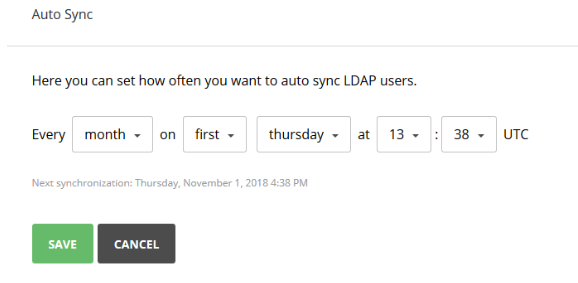 Auto Sync
Here you can set how often you want to auto sync LDAP users.
Every month on first thursday at 13 : 38 UTC
Next synchronization: Thursday, November 1, 2018 4:38 PM
SAVE CANCEL